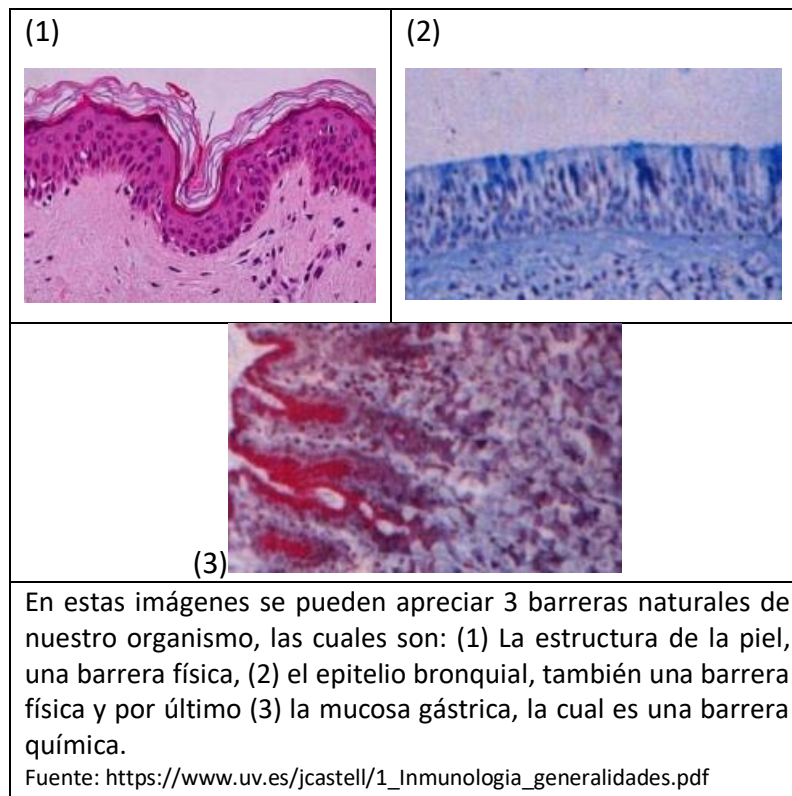 (1)
(2)
(3)
En estas imágenes se pueden apreciar 3 barreras naturales de
nuestro organismo, las cuales son: (1) La estructura de la piel,
una barrera física, (2) el epitelio bronquial, también una barrera
física y por último (3) la mucosa gástrica, la cual es una barrera
química.
Fuente: https://www.uv.es/jcastell/1_Inmunologia_generalidades.pdf